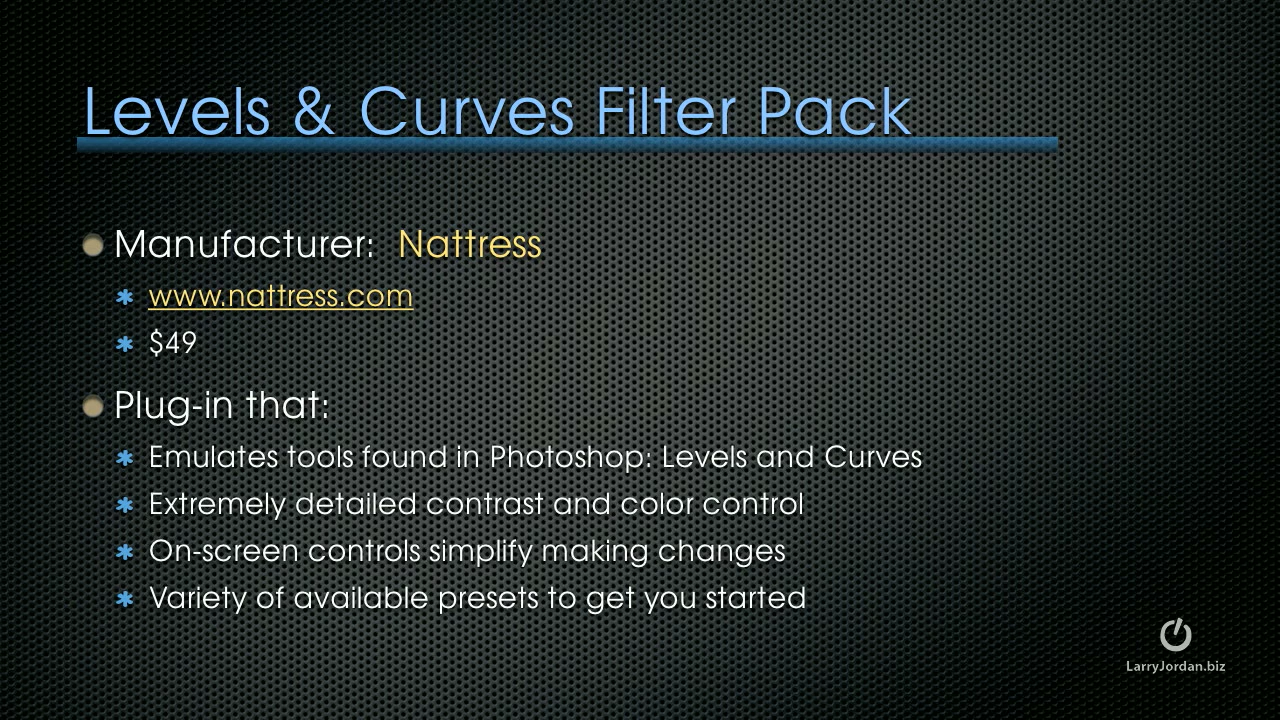 Levels & Curves Filter Pack
Manufacturer: Nattress
www.nattress.com
$49
Plug-in that:
Emulates tools found in Photoshop: Levels and Curves
Extremely detailed contrast and color control
On-screen controls simplify making changes
Variety of available presets to get you started
LarryJordan.biz